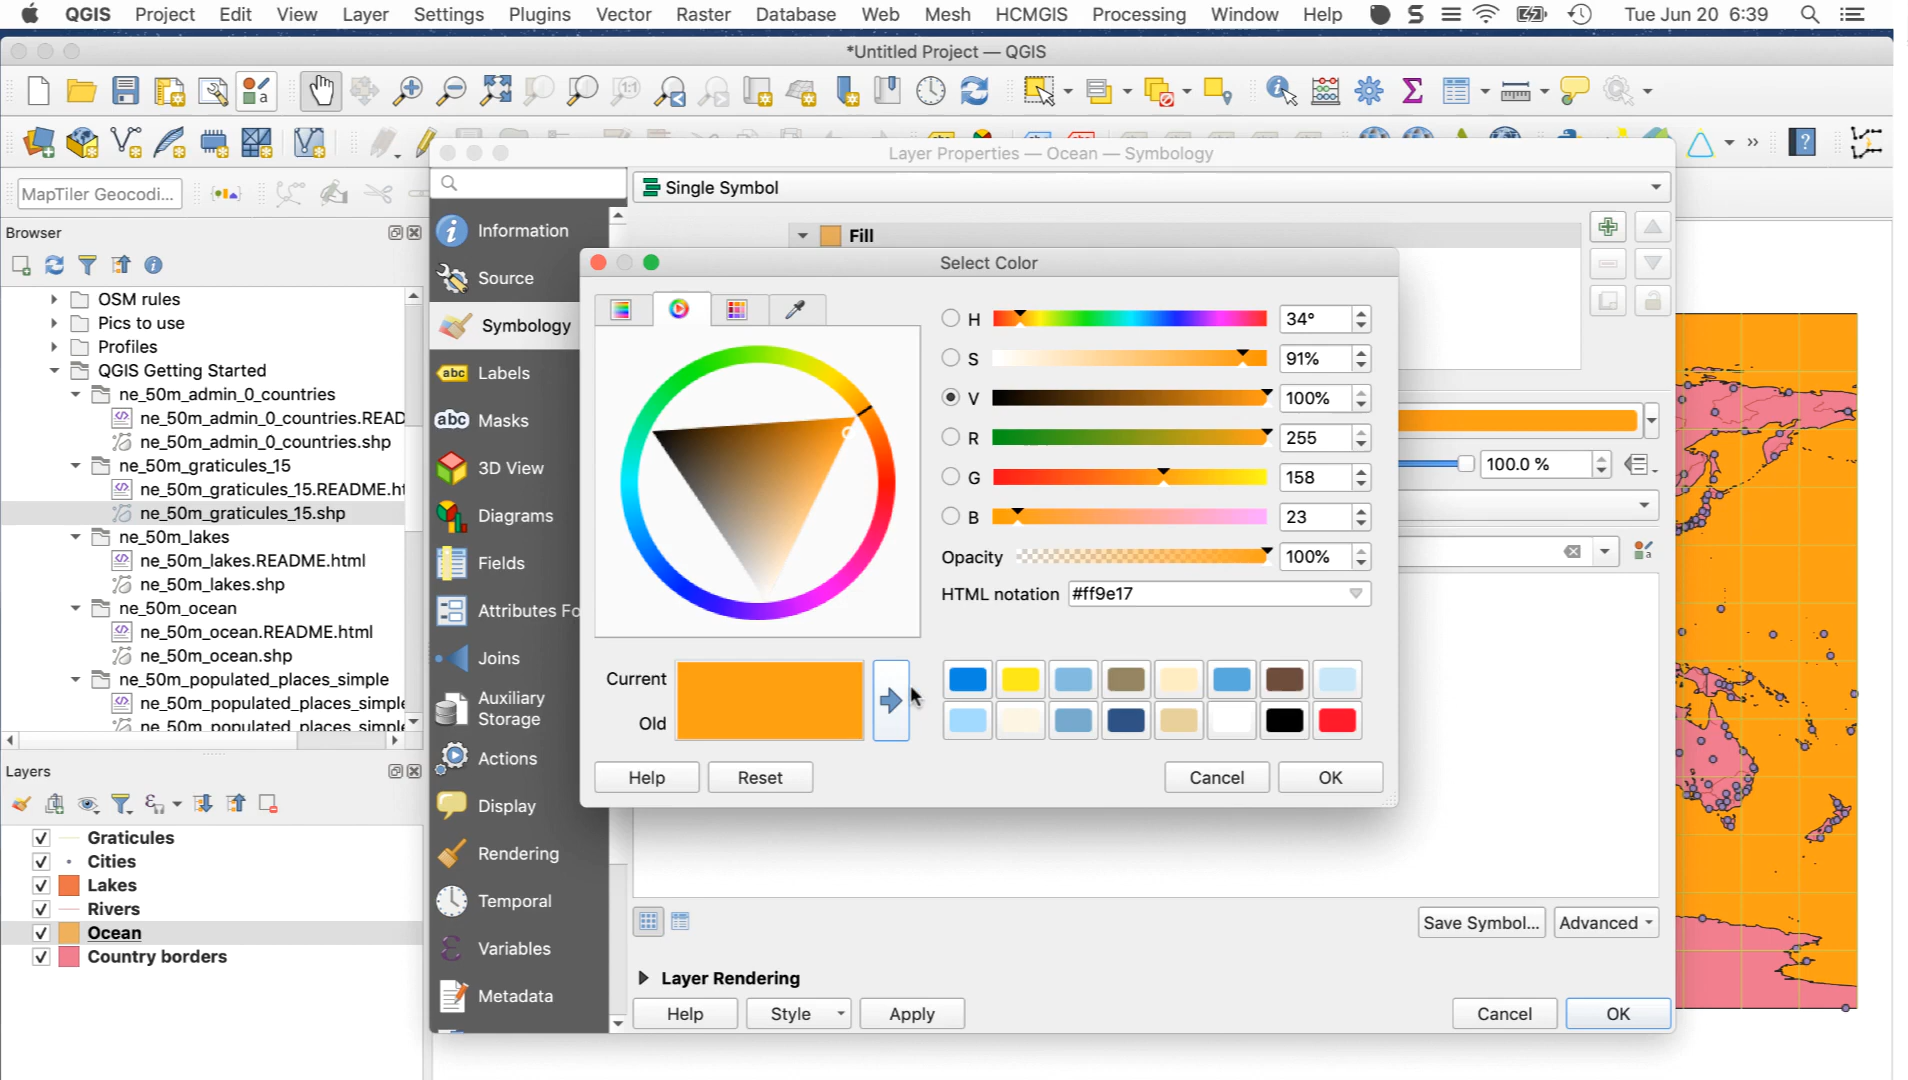 QGIS Project Edit View Layer Settings Plugins Vector Raster Database Web Mesh HCMGIS Processing Window Help Tue Jun 20 6:39
*Untitled Project — QGIS
MapTiler Geocodi...
Browser
OSM rules
Pics to use
Profiles
QGIS Getting Started
ne_50m_admin_0_countries
ne_50m_admin_0_countries.READ
ne_50m_admin_0_countries.shp
ne_50m_graticules_15
ne_50m_graticules_15.README.ht
ne_50m_graticules_15.shp
ne_50m_lakes
ne_50m_lakes.README.html
ne_50m_lakes.shp
ne_50m_ocean
ne_50m_ocean.README.html
ne_50m_ocean.shp
ne_50m_populated_places_simple
ne_50m_populated_places_simple
ne_50m_populated_places_simple
Layers
Graticules
Cities
Lakes
Rivers
Ocean
Country borders
Layer Properties — Ocean — Symbology
Information
Source
Symbology
abc Labels
abc Masks
3D View
Diagrams
Fields
Attributes Fo
Joins
Auxiliary
Storage
Actions
Display
Rendering
Temporal
Variables
Metadata
Single Symbol
Fill
100.0 %
Select Color
H 34°
S 91%
V 100%
R 255
G 158
B 23
Opacity 100%
HTML notation #ff9e17
Current
Old
Help Reset Cancel OK
Save Symbol... Advanced
Layer Rendering
Help Style Apply Cancel OK